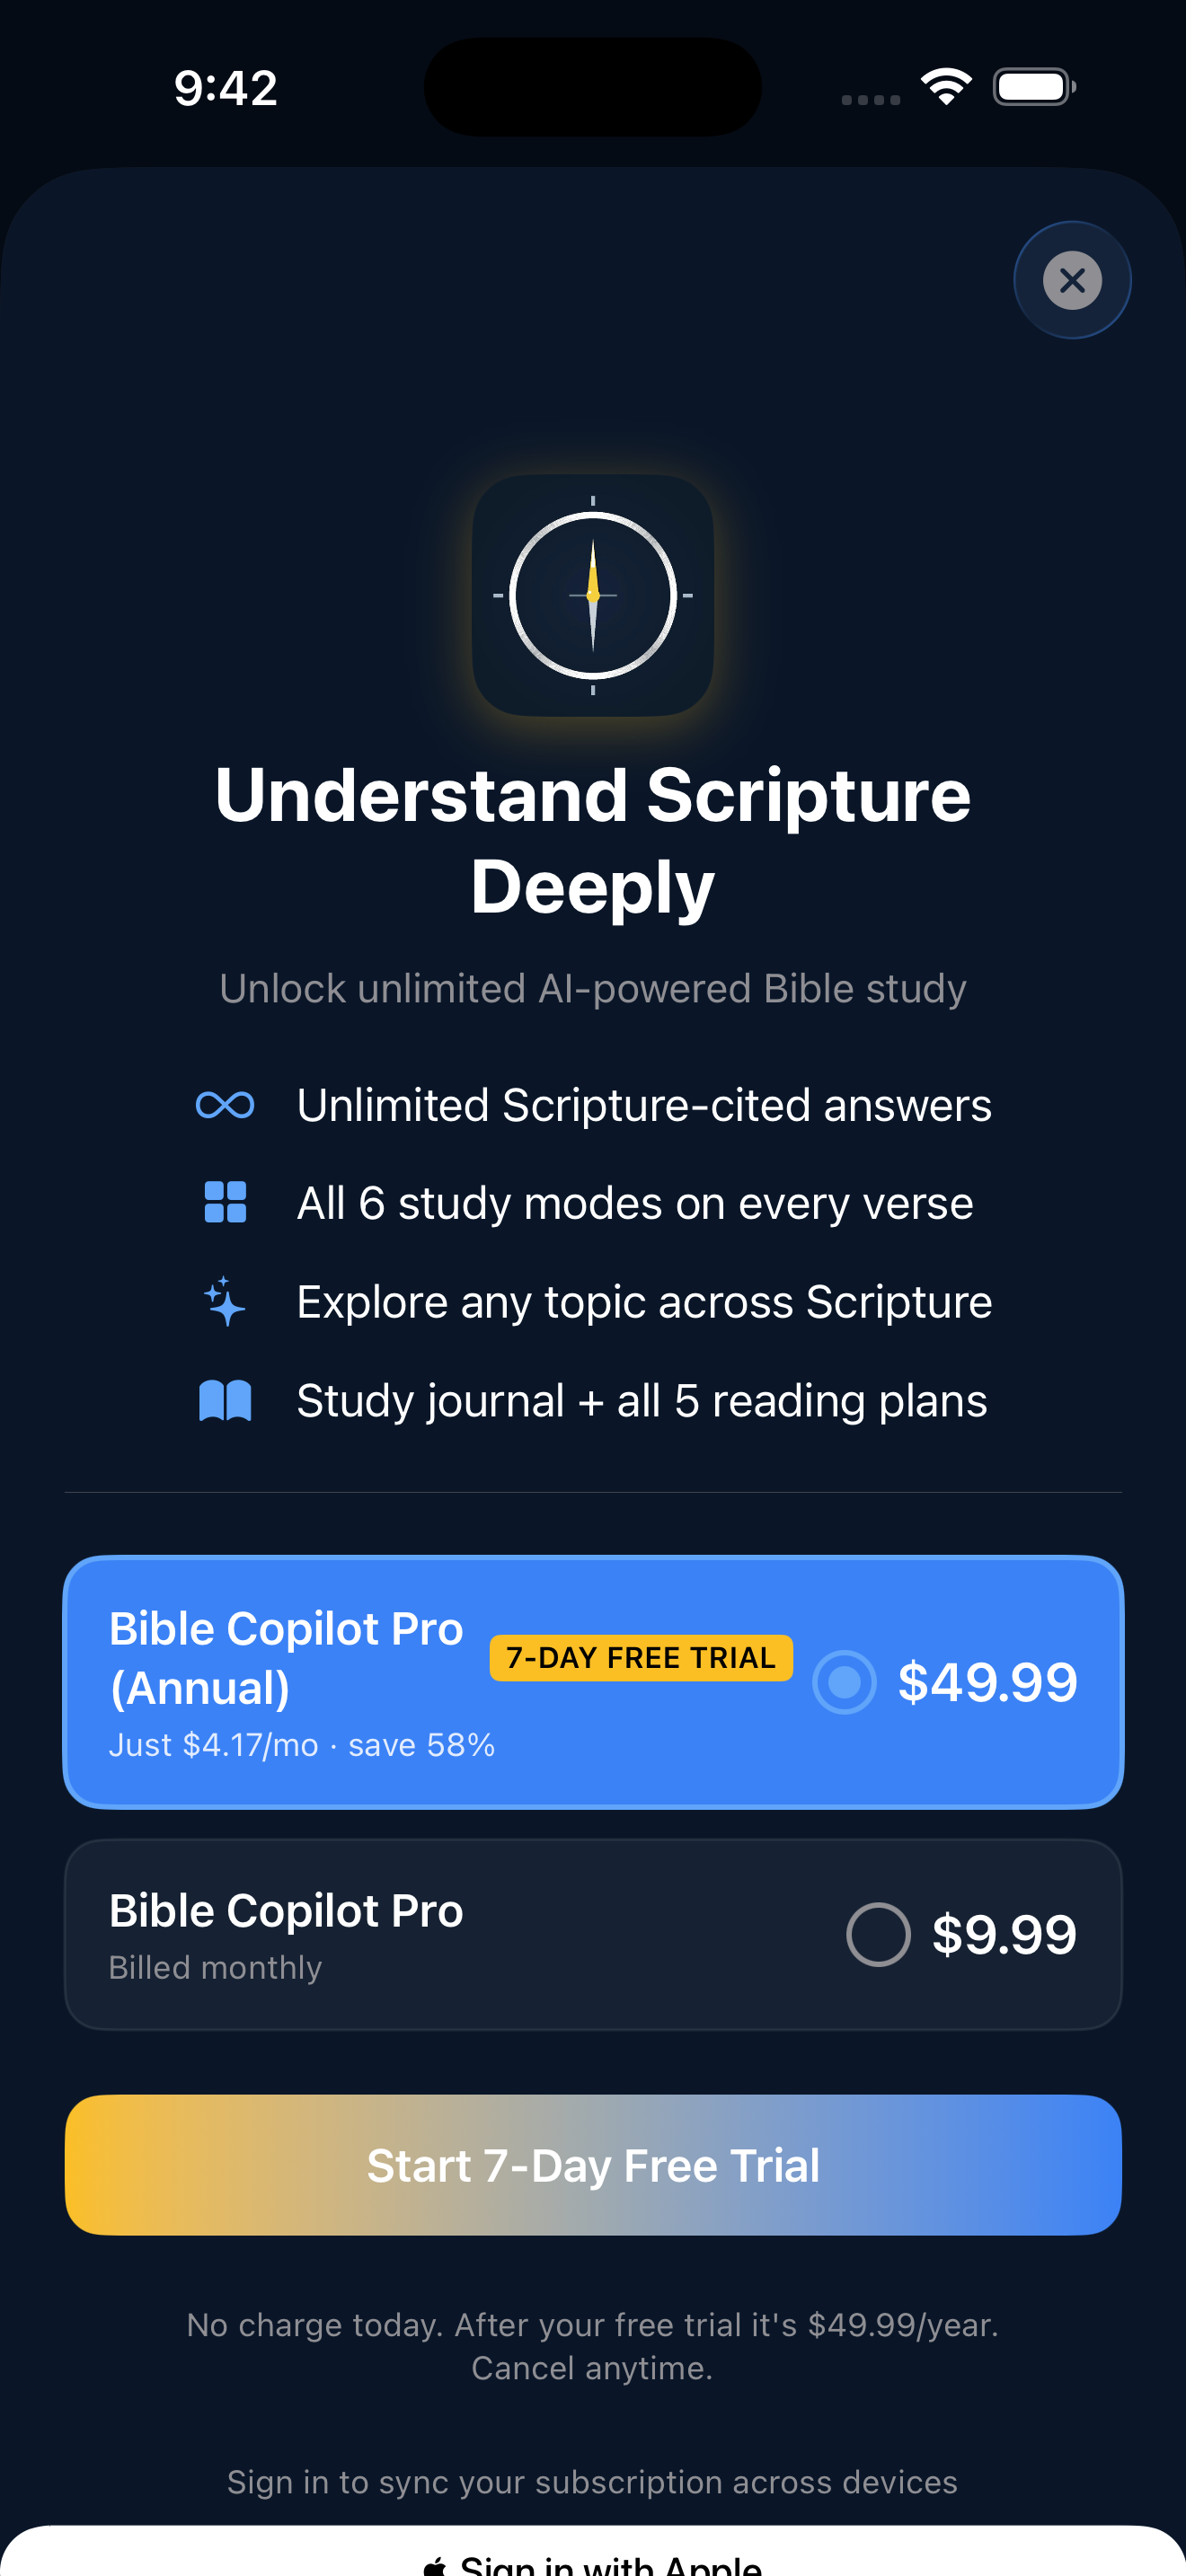 9:42
Understand Scripture
Deeply
Unlock unlimited AI-powered Bible study
Unlimited Scripture-cited answers
All 6 study modes on every verse
Explore any topic across Scripture
Study journal + all 5 reading plans
Bible Copilot Pro
(Annual)
7-DAY FREE TRIAL
$49.99
Just $4.17/mo · save 58%
Bible Copilot Pro
$9.99
Billed monthly
Start 7-Day Free Trial
No charge today. After your free trial it's $49.99/year.
Cancel anytime.
Sign in to sync your subscription across devices
Sign in with Apple